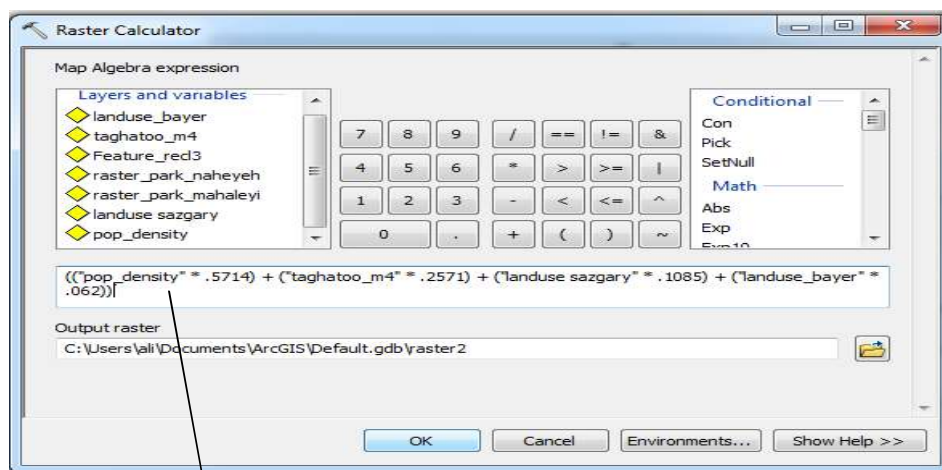 Raster Calculator
Map Algebra expression
Layers and variables
landuse_bayer
taghatoo_m4
Feature_recl3
raster_park_naheyeh
raster_park_mahaleyi
landuse sazgary
pop_density
7 8 9 / == != &
4 5 6 * > >= |
1 2 3 - < <= ^
0 . + ( ) ~
Conditional
Con
Pick
SetNull
Math
Abs
Exp
Exp10
(("pop_density" * .5714) + ("taghatoo_m4" * .2571) + ("landuse sazgary" * .1085) + ("landuse_bayer" *
.062))
Output raster
C:\Users\ali\Documents\ArcGIS\Default.gdb\raster2
OK Cancel Environments... Show Help >>